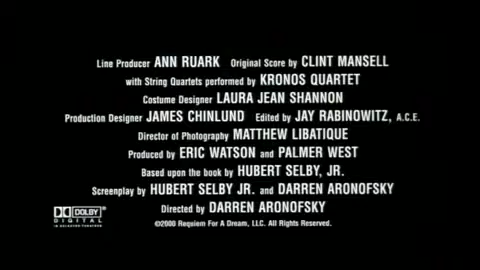 Line Producer ANN RUARK Original Score by CLINT MANSELL
with String Quartets performed by KRONOS QUARTET
Costume Designer LAURA JEAN SHANNON
Production Designer JAMES CHINLUND Edited by JAY RABINOWITZ, A.C.E.
Director of Photography MATTHEW LIBATIQUE
Produced by ERIC WATSON and PALMER WEST
Based upon the book by HUBERT SELBY, JR.
Screenplay by HUBERT SELBY JR. and DARREN ARONOFSKY
Directed by DARREN ARONOFSKY
DOLBY
DIGITAL
IN SELECTED THEATRES
©2000 Requiem For A Dream, LLC. All Rights Reserved.